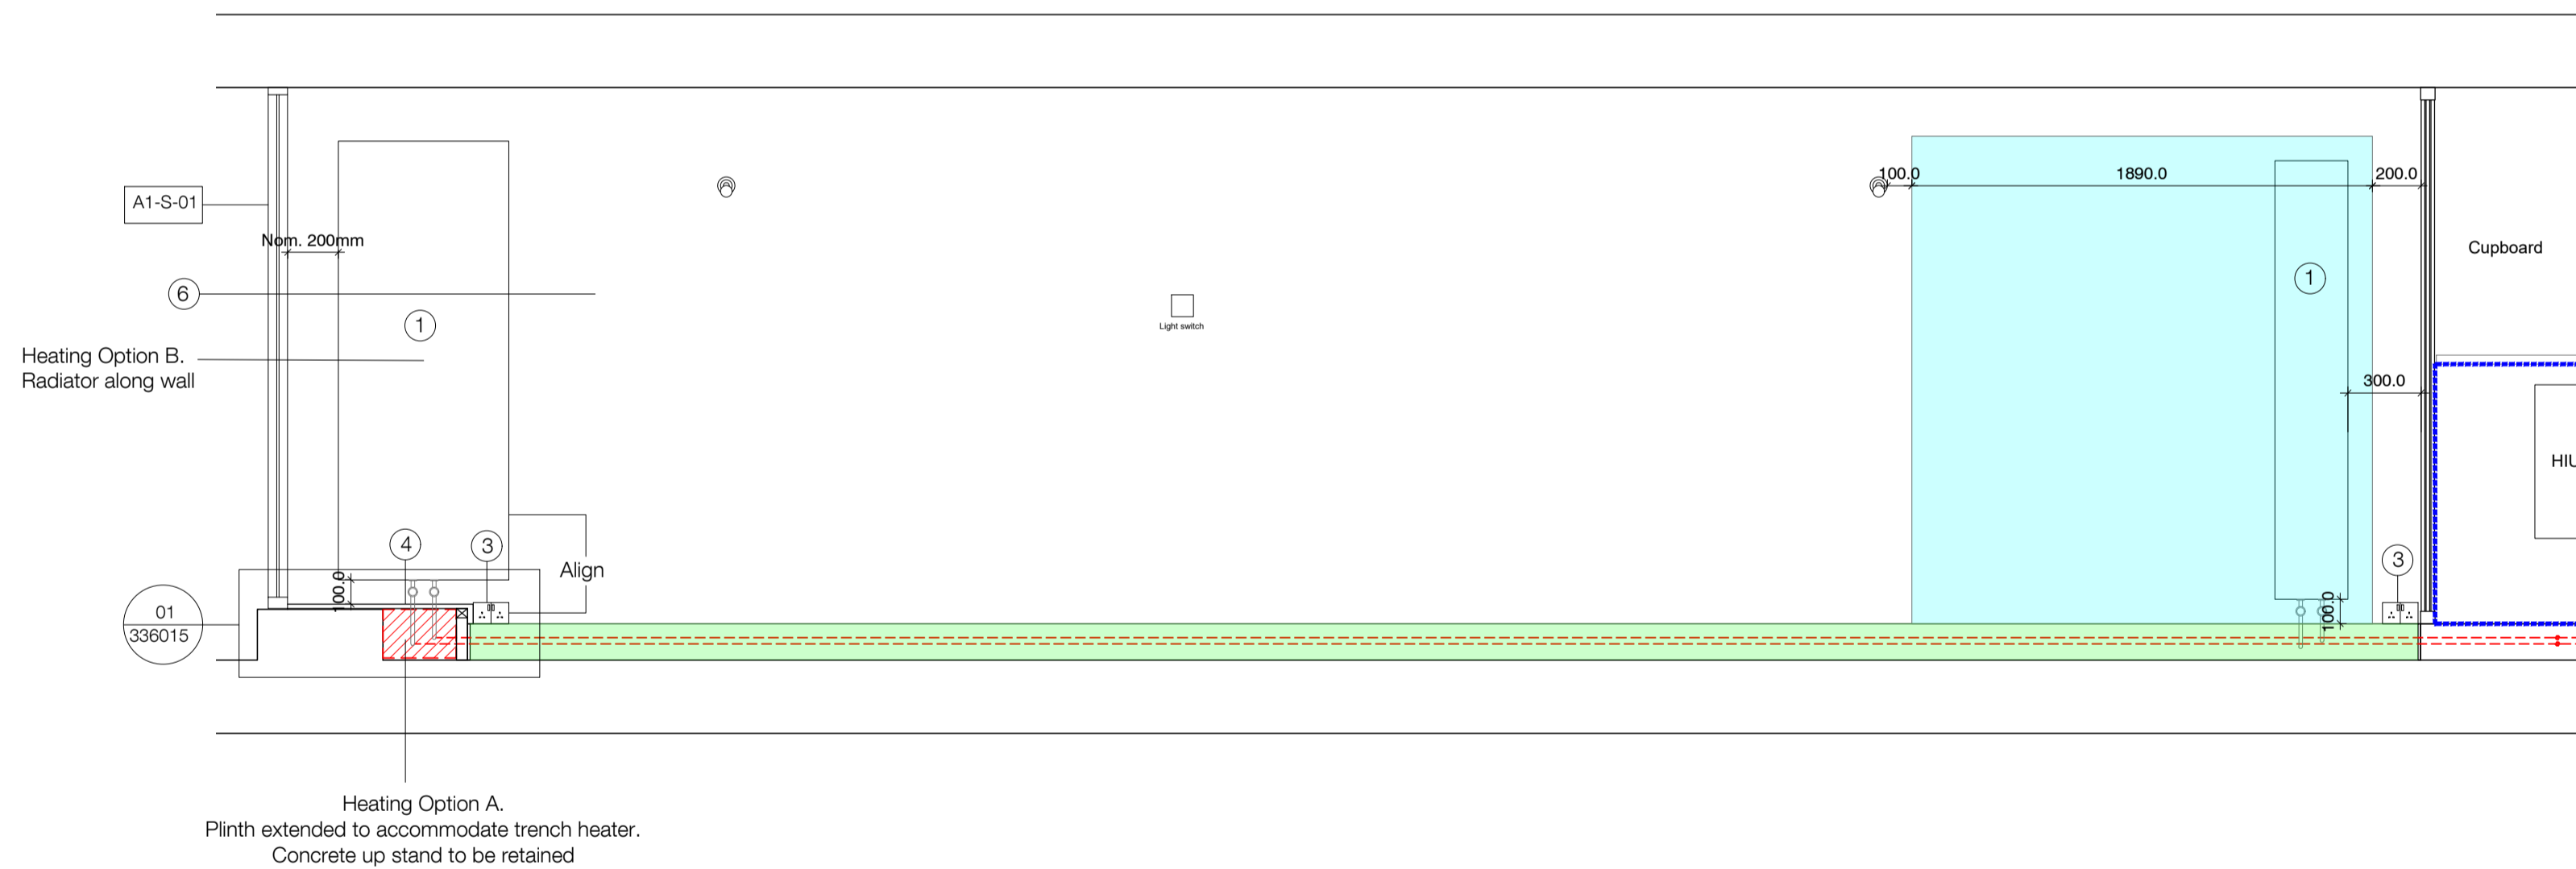 100.0
1890.0
200.0
A1-S-01
Nom. 200mm
Cupboard
6
1
1
Light switch
Heating Option B.
Radiator along wall
300.0
HIU
4
3
Align
3
100.0
100.0
01
336015
Heating Option A.
Plinth extended to accommodate trench heater.
Concrete up stand to be retained